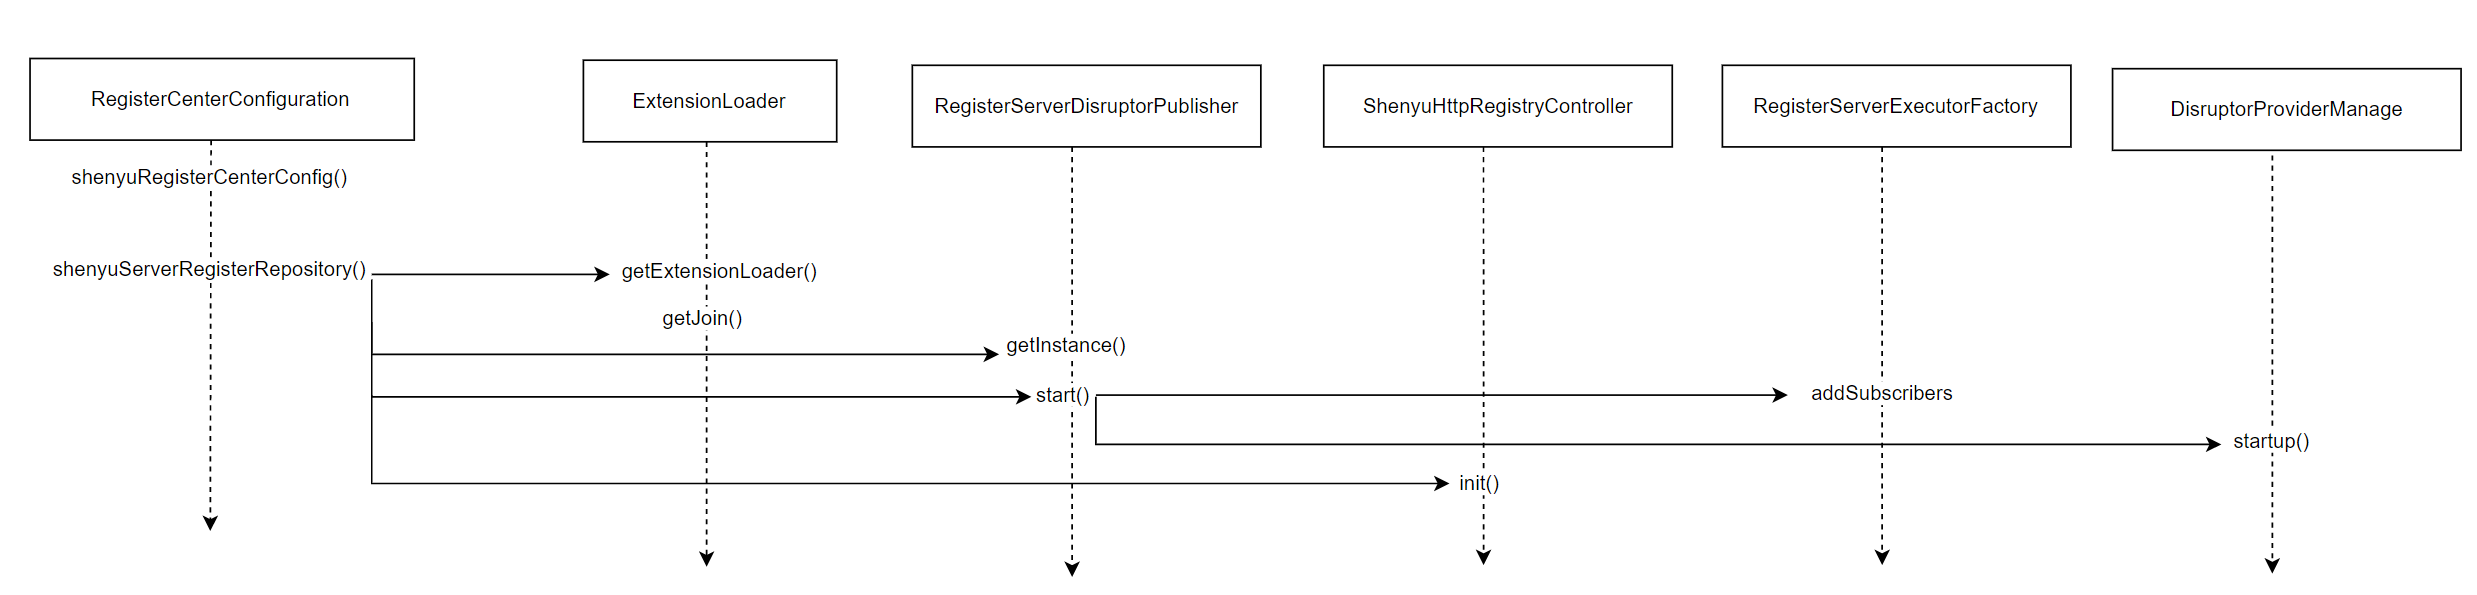 RegisterCenterConfiguration
ExtensionLoader
RegisterServerDisruptorPublisher
ShenyuHttpRegistryController
RegisterServerExecutorFactory
DisruptorProviderManage
shenyuRegisterCenterConfig()
shenyuServerRegisterRepository()
getExtensionLoader()
getJoin()
getInstance()
start()
addSubscribers
startup()
init()